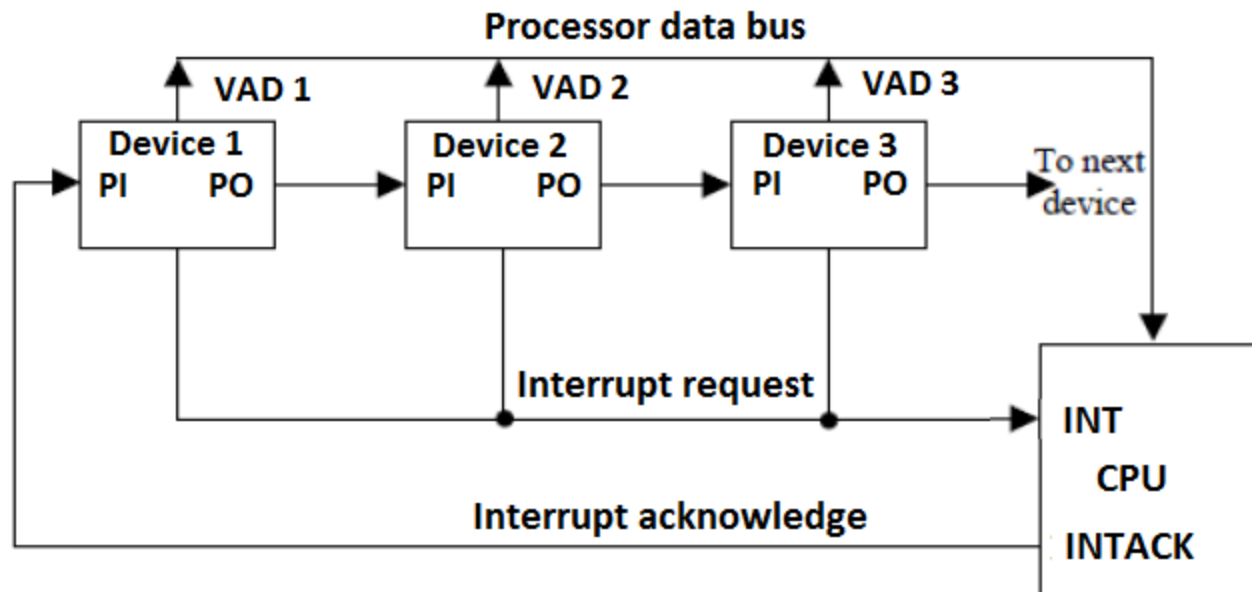 Processor data bus
VAD 1
VAD 2
VAD 3
Device 1
PI PO
Device 2
PI PO
Device 3
PI PO
To next
device
Interrupt request
INT
CPU
Interrupt acknowledge
INTACK